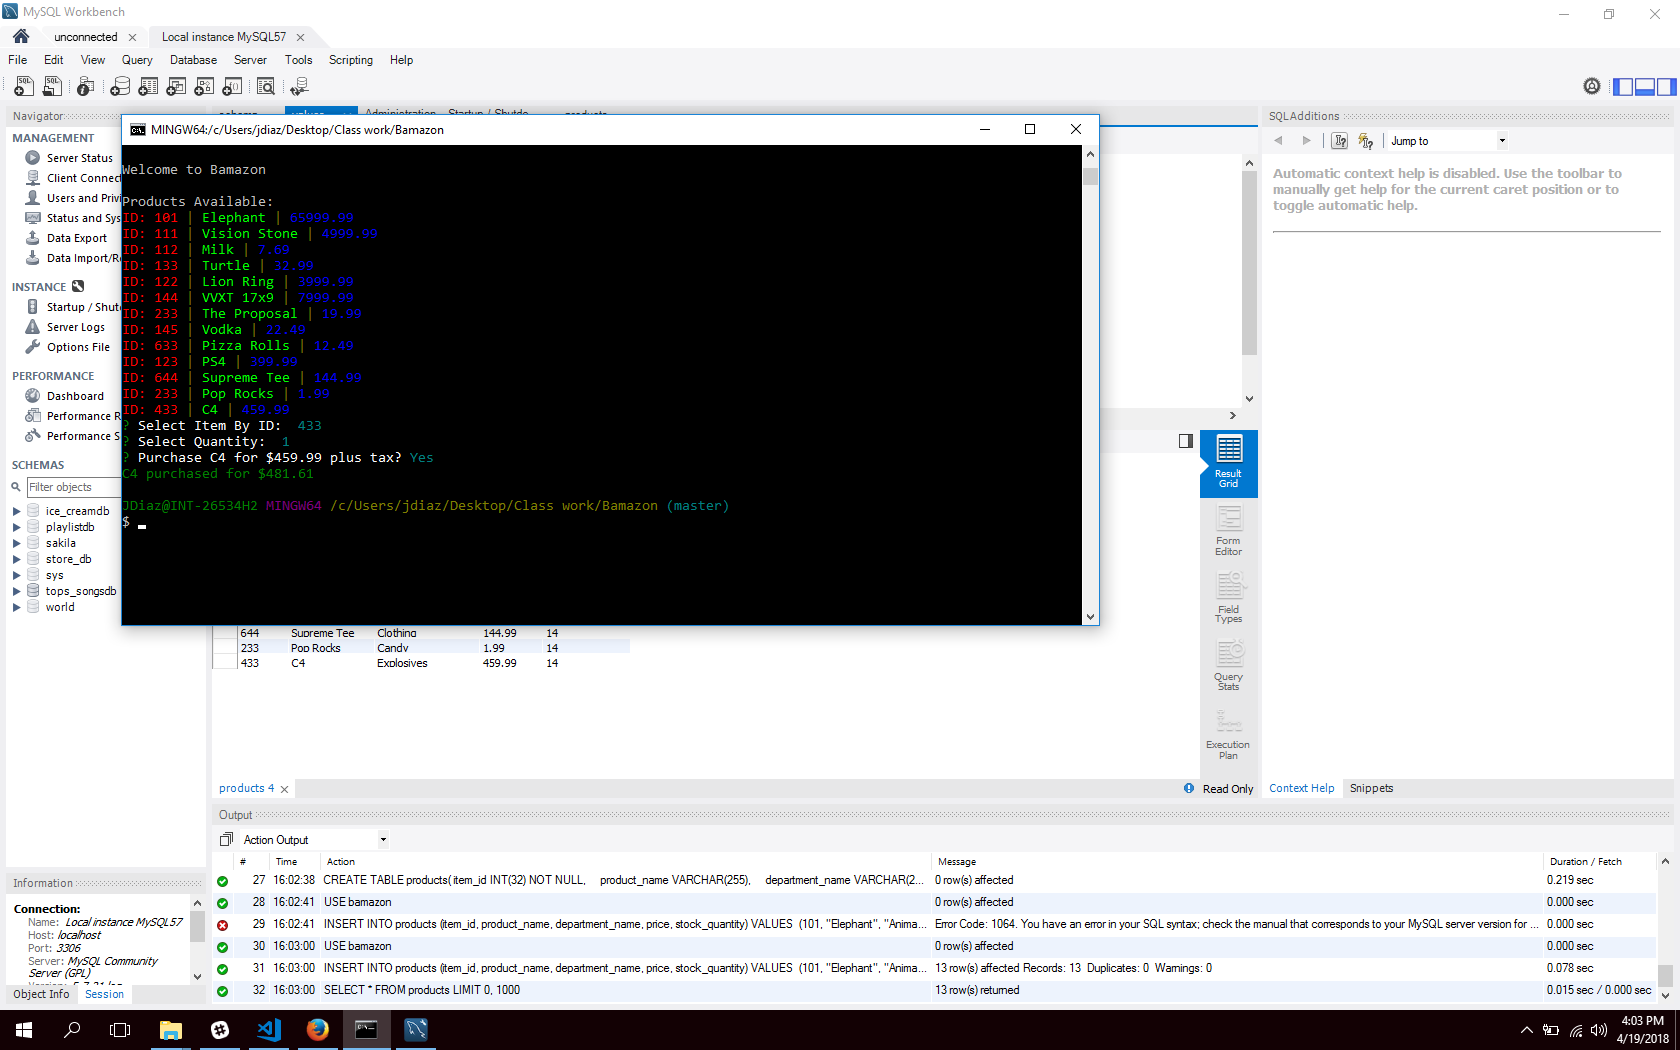 MySQL Workbench
unconnected
Local instance MySQL57
File Edit View Query Database Server Tools Scripting Help
Navigator
MANAGEMENT
Server Status
Client Connect
Users and Privi
Status and Sys
Data Export
Data Import/Re
INSTANCE
Startup / Shut
Server Logs
Options File
PERFORMANCE
Dashboard
Performance R
Performance S
SCHEMAS
Filter objects
ice_creamdb
playlistdb
sakila
store_db
sys
tops_songsdb
world
Administration - Startup / Shutdo
products
MINGW64:/c/Users/jdiaz/Desktop/Class work/Bamazon
Welcome to Bamazon
Products Available:
ID: 101 | Elephant | 65999.99
ID: 111 | Vision Stone | 4999.99
ID: 112 | Milk | 7.69
ID: 133 | Turtle | 32.99
ID: 122 | Lion Ring | 3999.99
ID: 144 | VVXT 17x9 | 7999.99
ID: 233 | The Proposal | 19.99
ID: 145 | Vodka | 22.49
ID: 633 | Pizza Rolls | 12.49
ID: 123 | PS4 | 399.99
ID: 644 | Supreme Tee | 144.99
ID: 233 | Pop Rocks | 1.99
ID: 433 | C4 | 459.99
? Select Item By ID: 433
? Select Quantity: 1
? Purchase C4 for $459.99 plus tax? Yes
C4 purchased for $481.61
JDiaz@INT-26534H2 MINGW64 /c/Users/jdiaz/Desktop/Class work/Bamazon (master)
$
644 Supreme Tee Clothing 144.99 14
233 Pop Rocks Candy 1.99 14
433 C4 Explosives 459.99 14
Result
Grid
Form
Editor
Field
Types
Query
Stats
Execution
Plan
products 4
Read Only
SQLAdditions
Jump to
Automatic context help is disabled. Use the toolbar to
manually get help for the current caret position or to
toggle automatic help.
Context Help
Snippets
Output
Action Output
# Time Action Message Duration / Fetch
27 16:02:38 CREATE TABLE products( item_id INT(32) NOT NULL, product_name VARCHAR(255), department_name VARCHAR(2... 0 row(s) affected 0.219 sec
28 16:02:41 USE bamazon 0 row(s) affected 0.000 sec
29 16:02:41 INSERT INTO products (item_id, product_name, department_name, price, stock_quantity) VALUES (101, "Elephant", "Anima... Error Code: 1064. You have an error in your SQL syntax; check the manual that corresponds to your MySQL server version for ... 0.000 sec
30 16:03:00 USE bamazon 0 row(s) affected 0.000 sec
31 16:03:00 INSERT INTO products (item_id, product_name, department_name, price, stock_quantity) VALUES (101, "Elephant", "Anima... 13 row(s) affected Records: 13 Duplicates: 0 Warnings: 0 0.078 sec
32 16:03:00 SELECT * FROM products LIMIT 0, 1000 13 row(s) returned 0.015 sec / 0.000 sec
Information
Connection:
Name: Local instance MySQL57
Host: localhost
Port: 3306
Server: MySQL Community
Server (GPL)
Object Info
Session
4:03 PM
4/19/2018